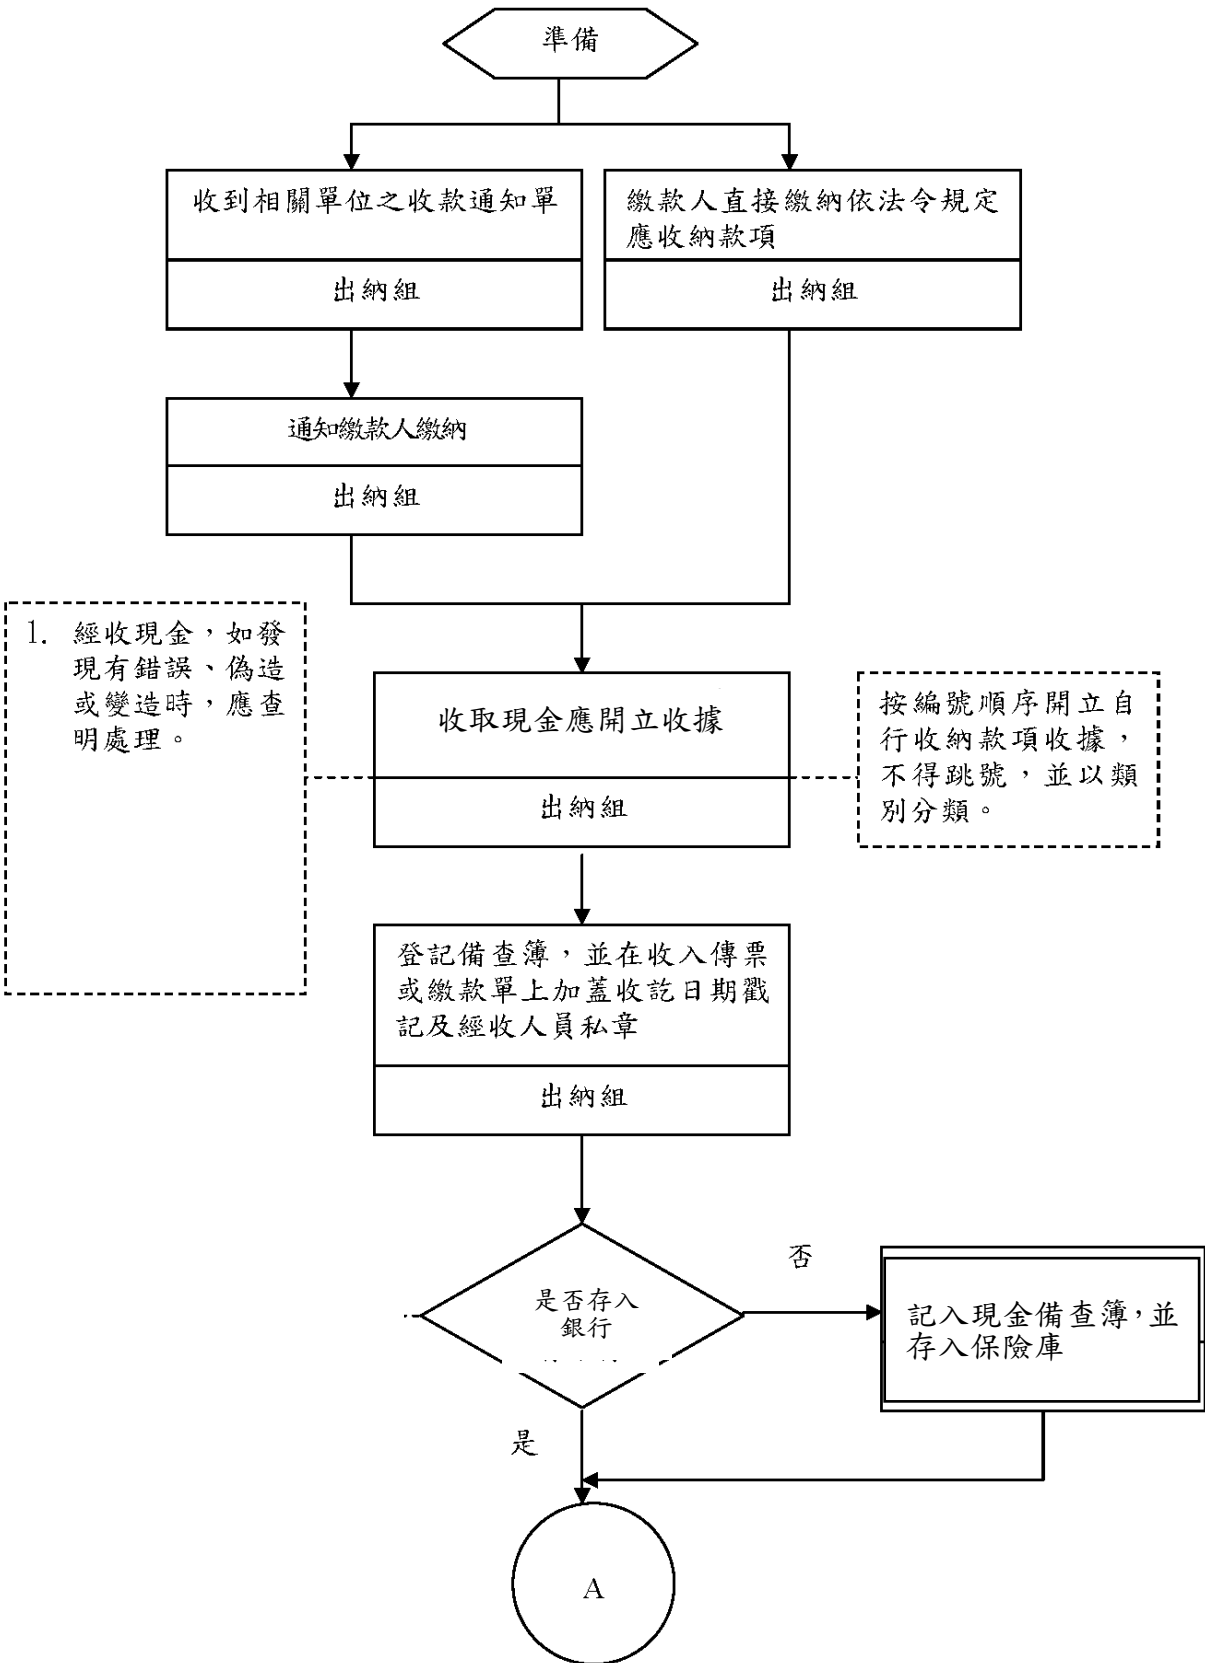 準備
收到相關單位之收款通知單
出納組
繳款人直接繳納依法令規定
應收納款項
出納組
通知繳款人繳納
出納組
1. 經收現金，如發
現有錯誤、偽造
或變造時，應查
明處理。
收取現金應開立收據
出納組
按編號順序開立自
行收納款項收據，
不得跳號，並以類
別分類。
登記備查簿，並在收入傳票
或繳款單上加蓋收訖日期戳
記及經收人員私章
出納組
是否存入
銀行
否
記入現金備查簿，並
存入保險庫
是
A